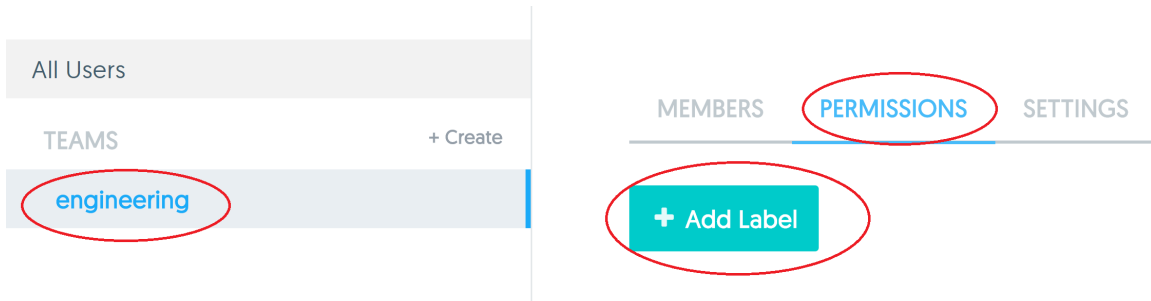 All Users
TEAMS + Create
engineering
MEMBERS PERMISSIONS SETTINGS
+ Add Label